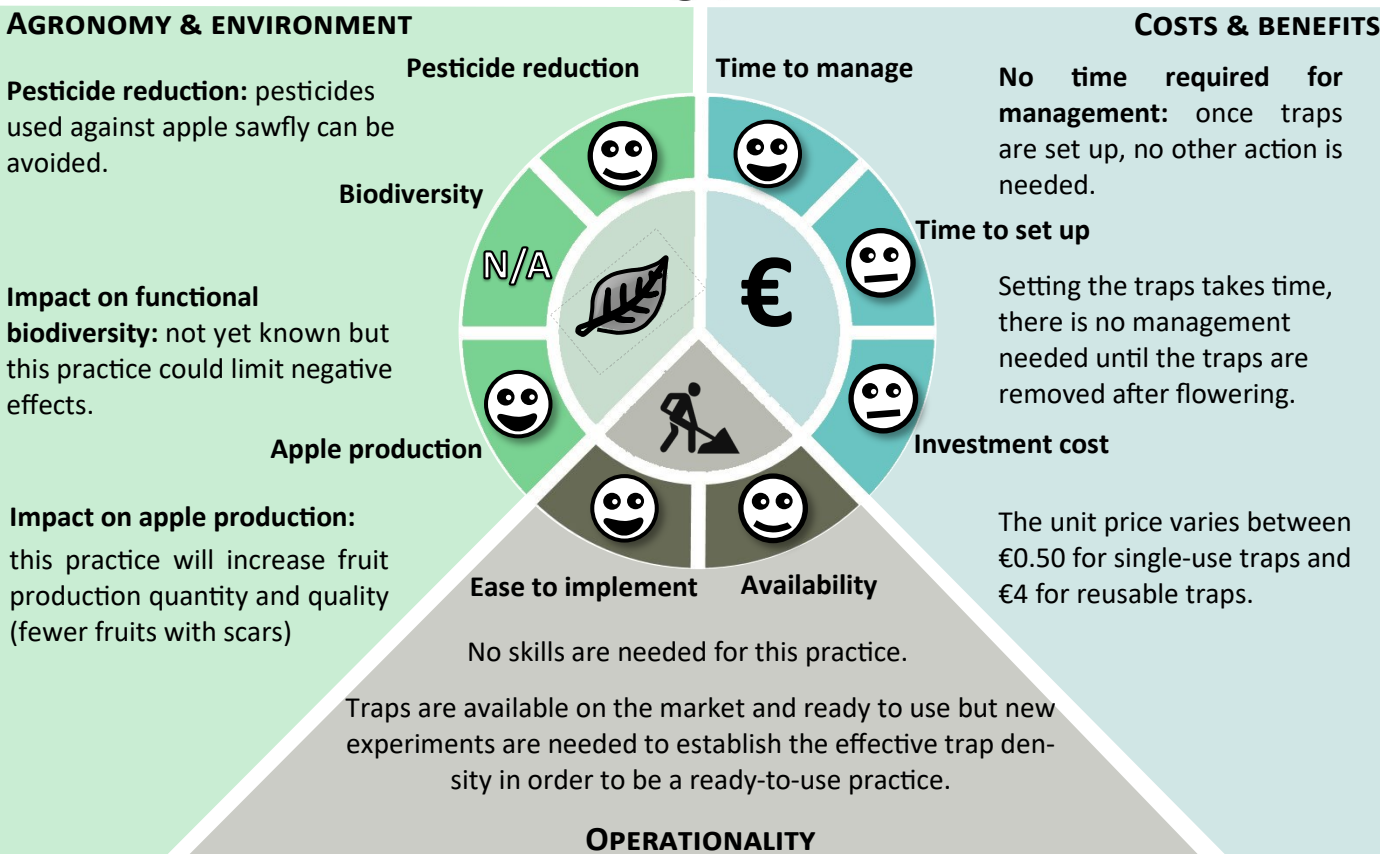 AGRONOMY & ENVIRONMENT
Pesticide reduction: pesticides
used against apple sawfly can be
avoided.
Impact on functional
biodiversity: not yet known but
this practice could limit negative
effects.
Impact on apple production:
this practice will increase fruit
production quantity and quality
(fewer fruits with scars)
Pesticide reduction
Biodiversity
N/A
Apple production
COSTS & BENEFITS
Time to manage
No time required for
management: once traps
are set up, no other action is
needed.
Time to set up
Setting the traps takes time,
there is no management
needed until the traps are
removed after flowering.
€
Investment cost
The unit price varies between
€0.50 for single-use traps and
€4 for reusable traps.
Ease to implement
Availability
No skills are needed for this practice.
Traps are available on the market and ready to use but new
experiments are needed to establish the effective trap den-
sity in order to be a ready-to-use practice.
OPERATIONALITY